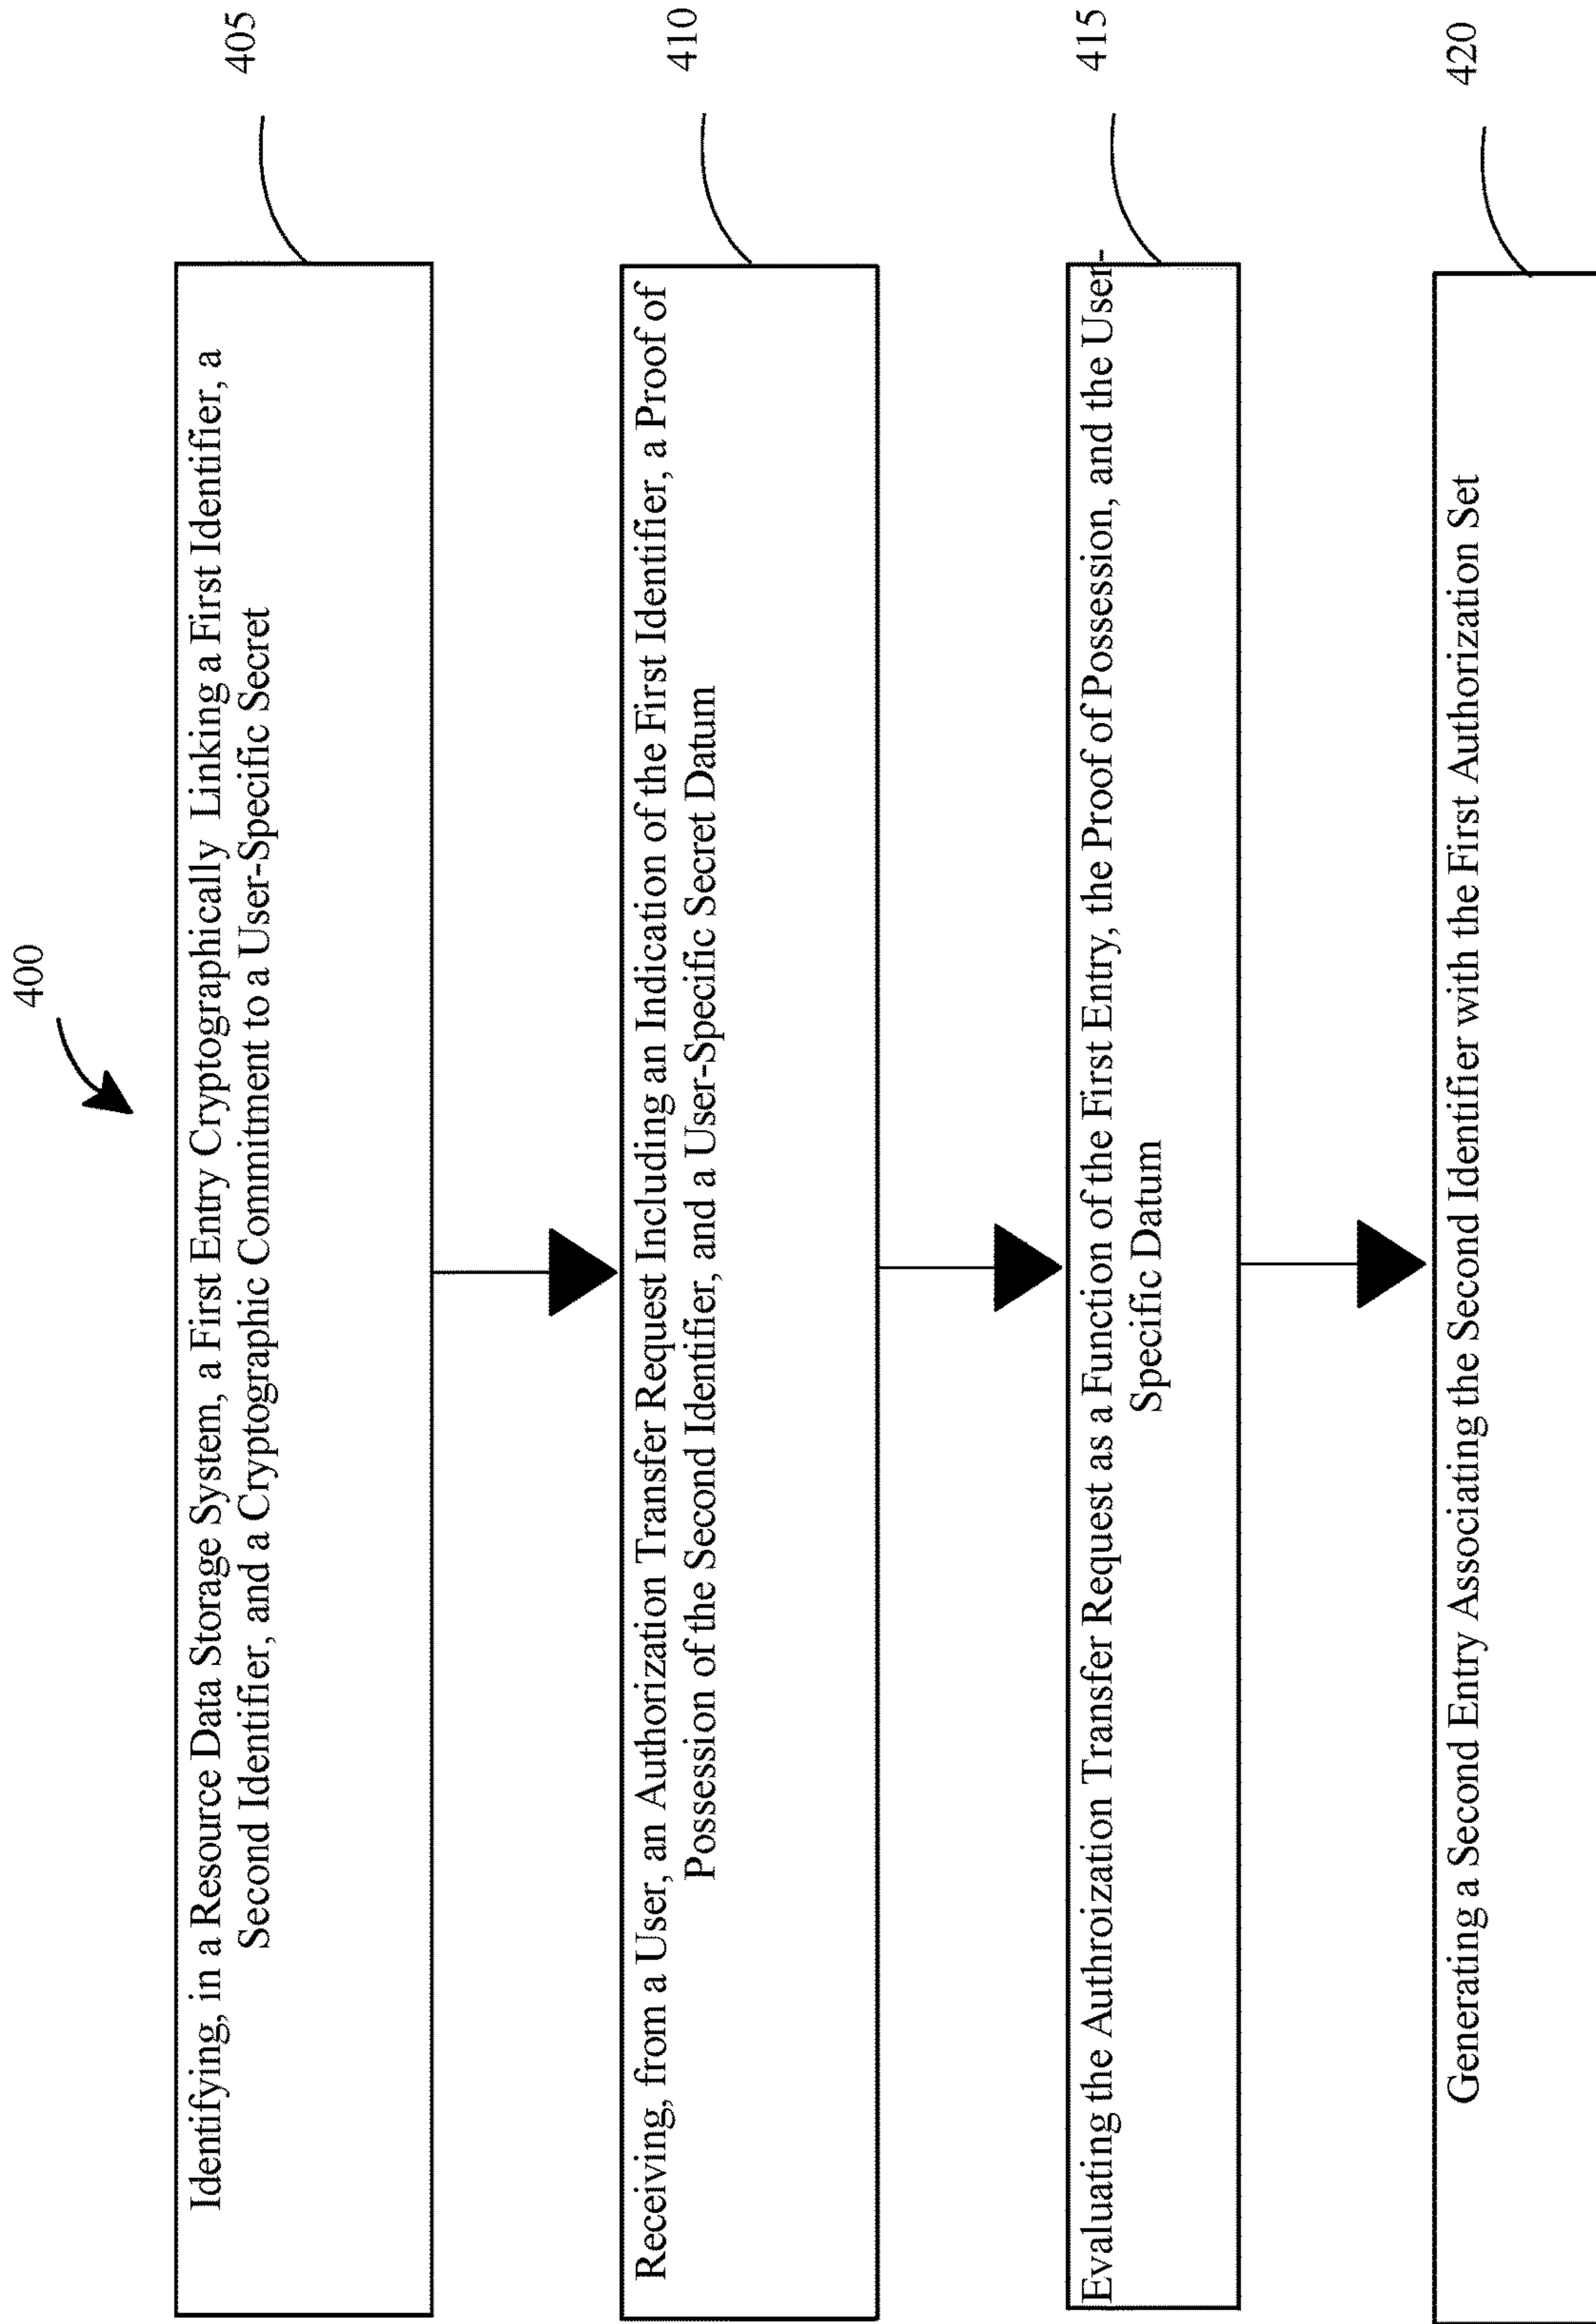 400
Identifying, in a Resource Data Storage System, a First Entry Cryptographically Linking a First Identifier, a
Second Identifier, and a Cryptographic Commitment to a User-Specific Secret
405
Receiving, from a User, an Authorization Transfer Request Including an Indication of the First Identifier, a Proof of
Possession of the Second Identifier, and a User-Specific Secret Datum
410
Evaluating the Authroization Transfer Request as a Function of the First Entry, the Proof of Possession, and the User-
Specific Datum
415
Generating a Second Entry Associating the Second Identifier with the First Authorization Set
420